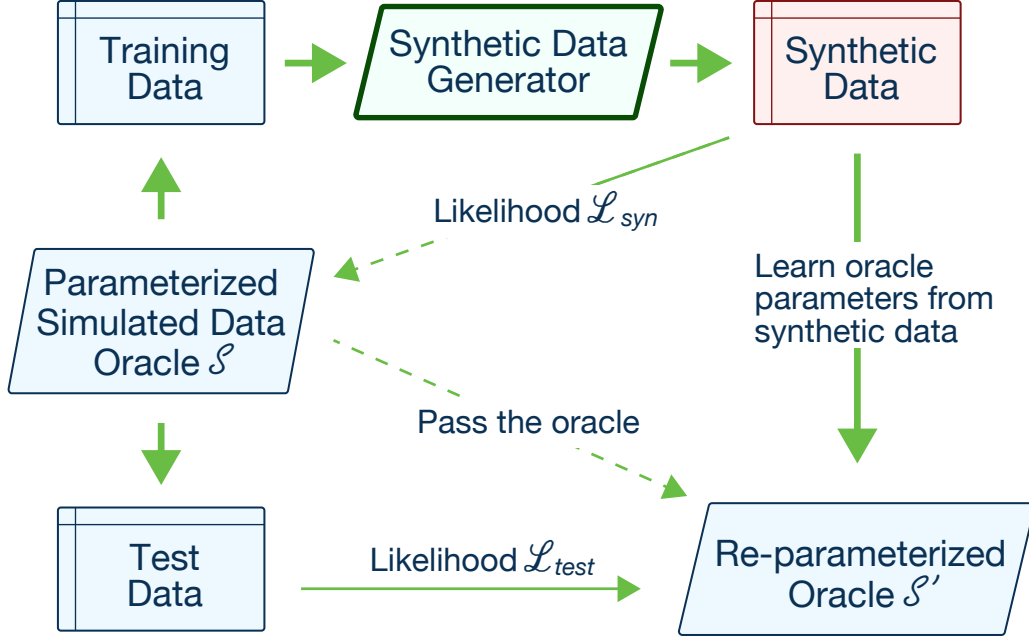 Training
Data
Synthetic Data
Generator
Synthetic
Data
Likelihood ℒsyn
Parameterized
Simulated Data
Oracle 𝒮
Learn oracle
parameters from
synthetic data
Pass the oracle
Test
Data
Likelihood ℒtest
Re-parameterized
Oracle 𝒮′